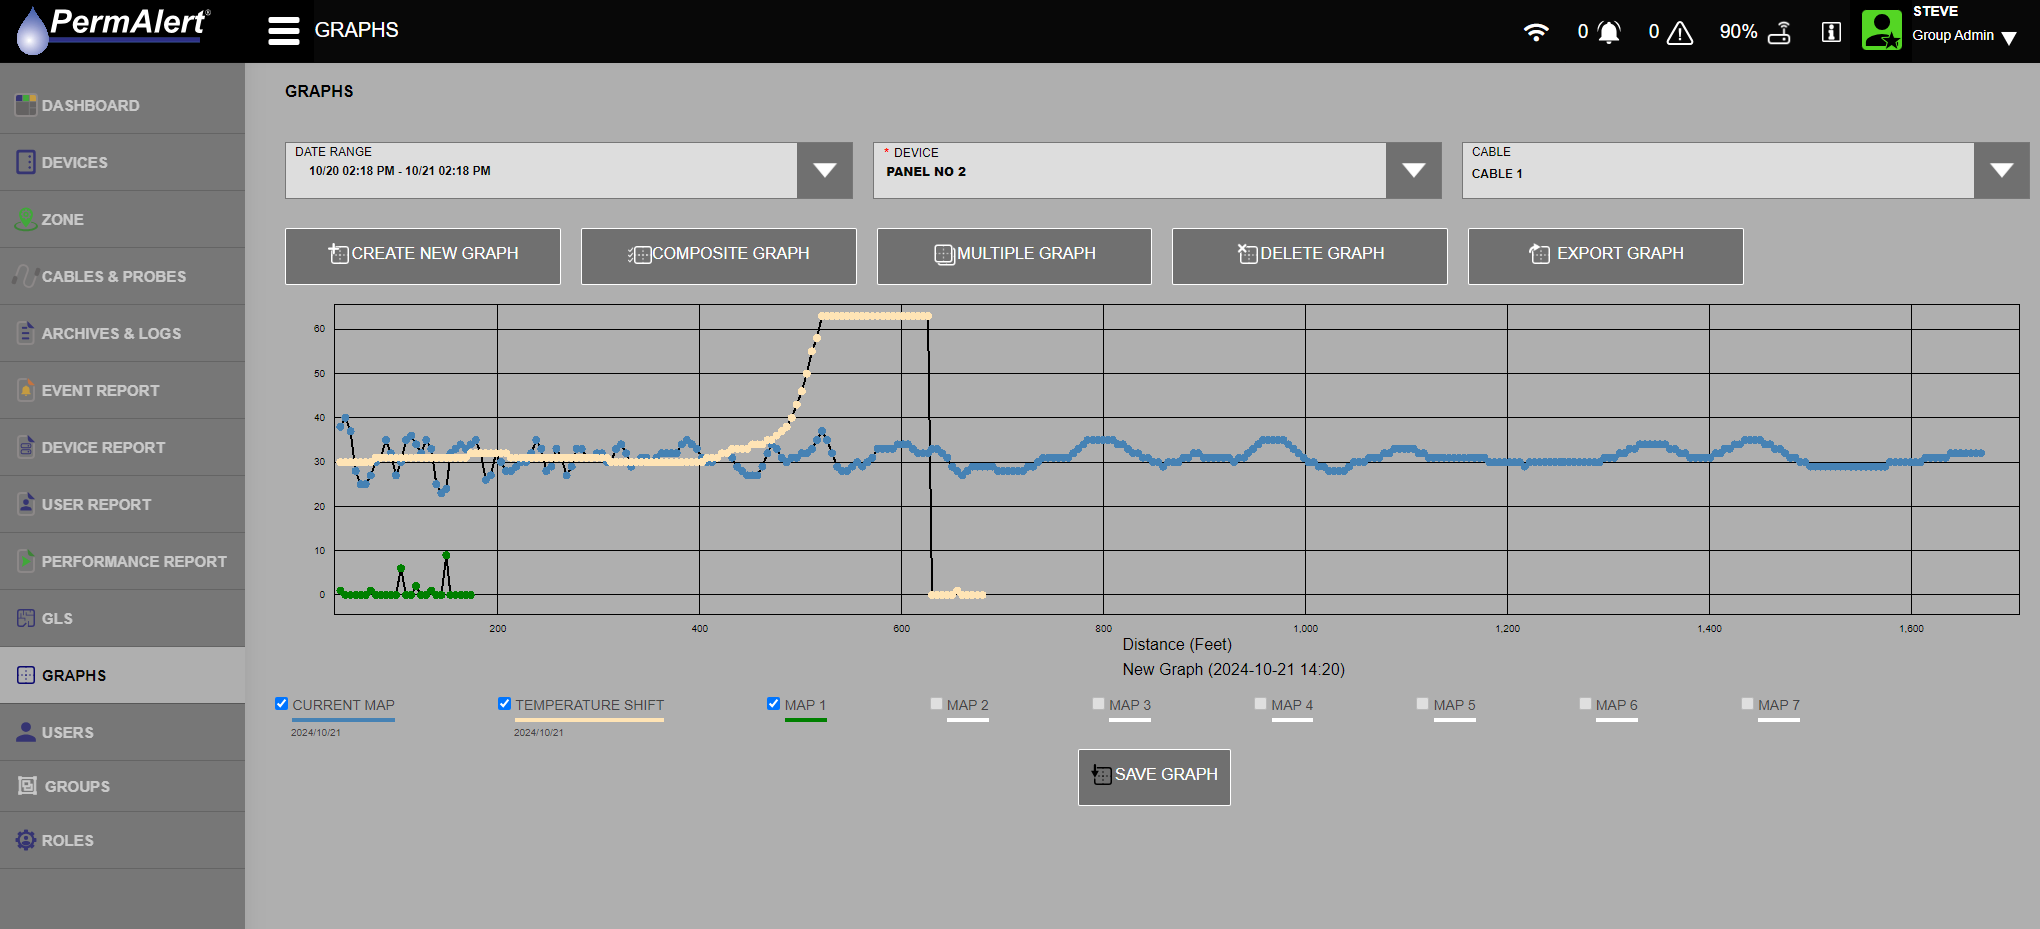 PermAlert®
GRAPHS
0
0
90%
STEVE
Group Admin
DASHBOARD
DEVICES
ZONE
CABLES & PROBES
ARCHIVES & LOGS
EVENT REPORT
DEVICE REPORT
USER REPORT
PERFORMANCE REPORT
GLS
GRAPHS
USERS
GROUPS
ROLES
GRAPHS
DATE RANGE
10/20 02:18 PM - 10/21 02:18 PM
* DEVICE
PANEL NO 2
CABLE
CABLE 1
CREATE NEW GRAPH
COMPOSITE GRAPH
MULTIPLE GRAPH
DELETE GRAPH
EXPORT GRAPH
60
50
40
30
20
10
0
200 400 600 800 1,000 1,200 1,400 1,600
Distance (Feet)
New Graph (2024-10-21 14:20)
CURRENT MAP
2024/10/21
TEMPERATURE SHIFT
2024/10/21
MAP 1
MAP 2
MAP 3
MAP 4
MAP 5
MAP 6
MAP 7
SAVE GRAPH